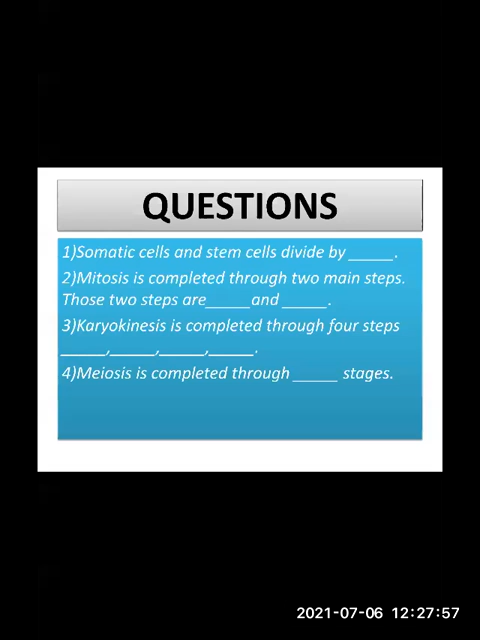 QUESTIONS
1)Somatic cells and stem cells divide by _____.
2)Mitosis is completed through two main steps.
Those two steps are_____and _____.
3)Karyokinesis is completed through four steps
_____,_____,_____,_____.
4)Meiosis is completed through _____ stages.
2021-07-06 12:27:57